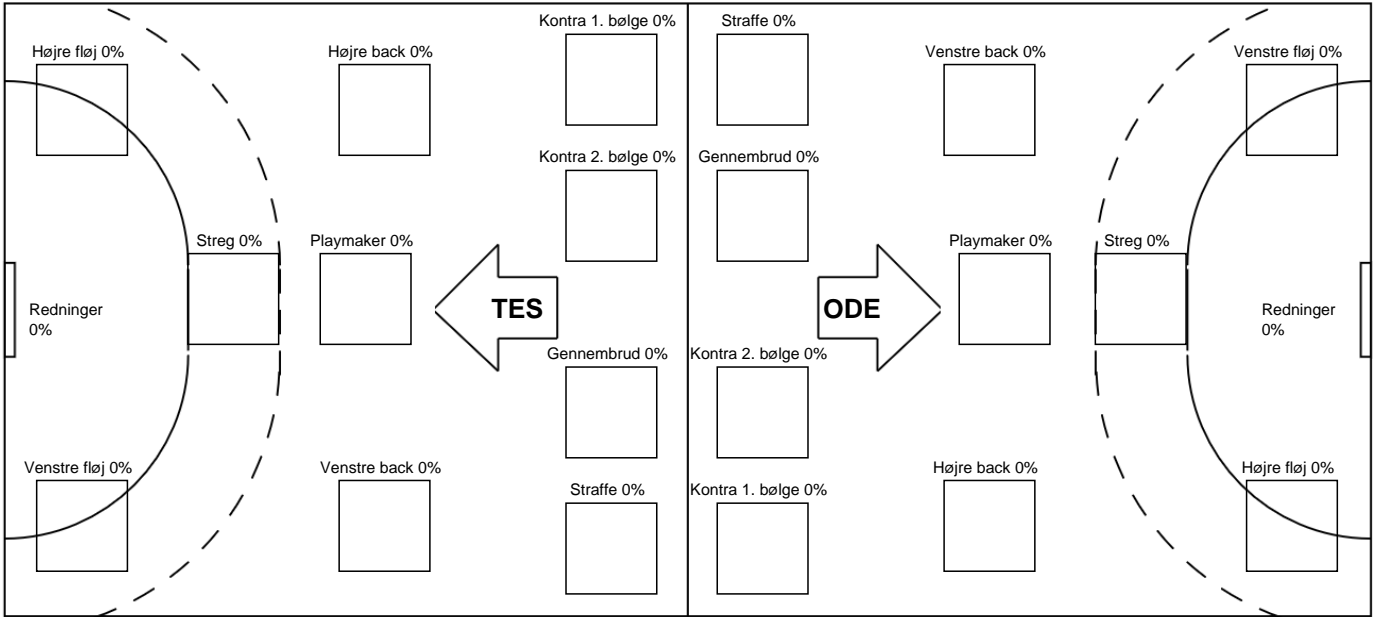 Kontra 1. bølge 0%
Straffe 0%
Højre fløj 0%
Højre back 0%
Venstre back 0%
Venstre fløj 0%
Kontra 2. bølge 0%
Gennembrud 0%
Streg 0%
Playmaker 0%
Playmaker 0%
Streg 0%
TES
ODE
Redninger
0%
Redninger
0%
Gennembrud 0%
Kontra 2. bølge 0%
Venstre fløj 0%
Venstre back 0%
Højre back 0%
Højre fløj 0%
Straffe 0%
Kontra 1. bølge 0%